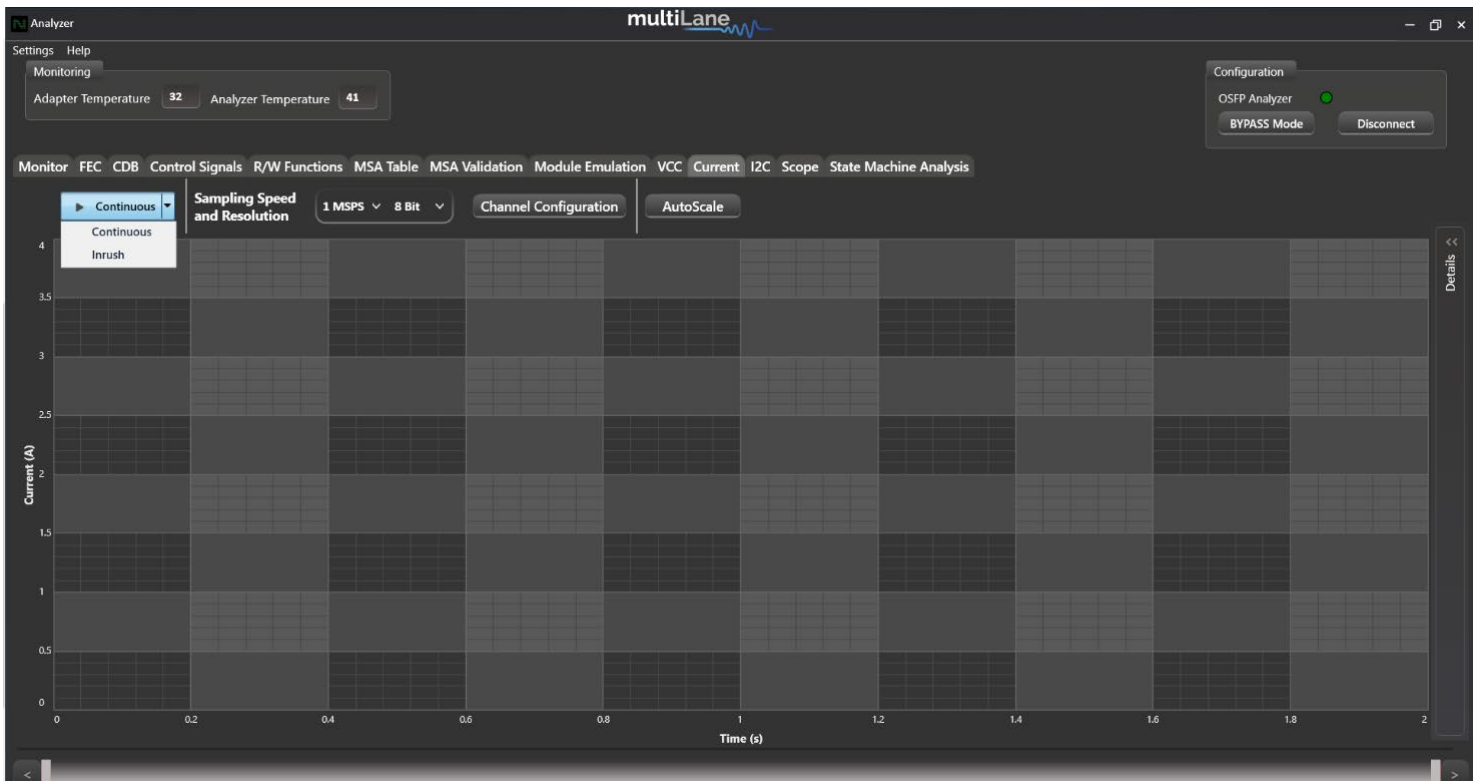 Analyzer
multiLane
Settings Help
Monitoring
Adapter Temperature 32 Analyzer Temperature 41
Configuration
OSFP Analyzer
BYPASS Mode Disconnect
Monitor FEC CDB Control Signals R/W Functions MSA Table MSA Validation Module Emulation VCC Current I2C Scope State Machine Analysis
Continuous
Sampling Speed
and Resolution
1 MSPS 8 Bit
Channel Configuration
AutoScale
Continuous
Inrush
<<
Details
4
3.5
3
2.5
2
1.5
1
0.5
0
Current (A)
0 0.2 0.4 0.6 0.8 1 1.2 1.4 1.6 1.8 2
Time (s)
< >